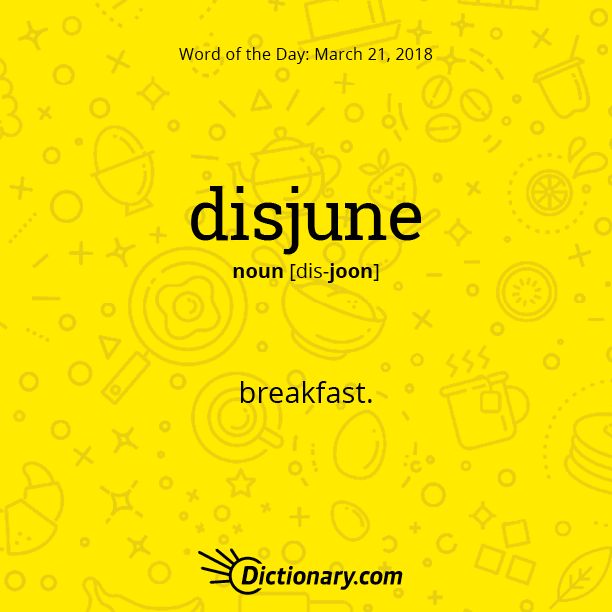 Word of the Day: March 21, 2018
disjune
noun [dis-joon]
breakfast.
Dictionary.com